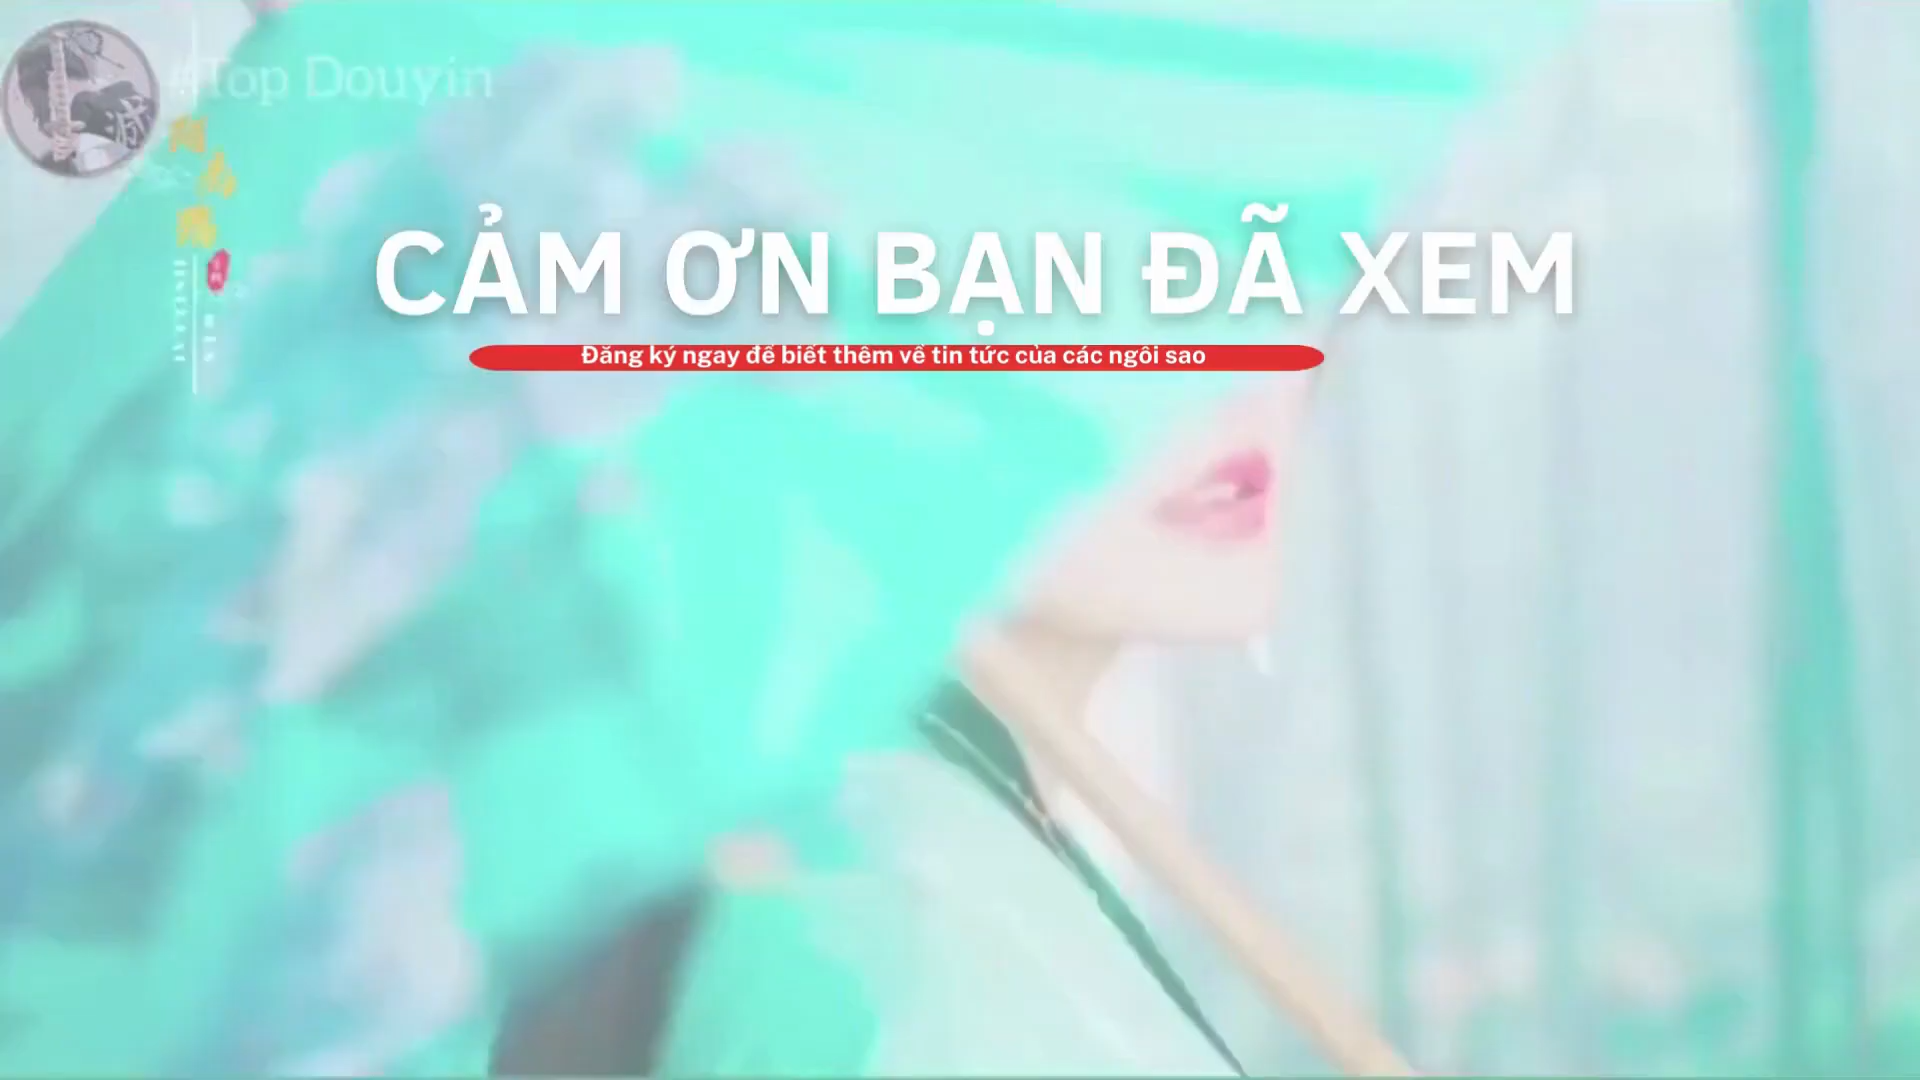 #Top Douyin
CẢM ƠN BẠN ĐÃ XEM
Đăng ký ngay để biết thêm về tin tức của các ngôi sao